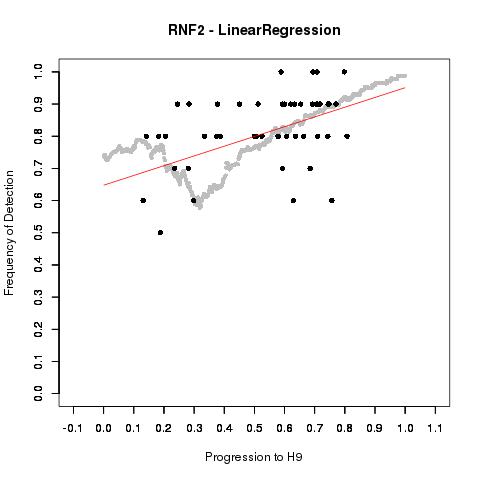 RNF2 - LinearRegression
1.0
0.9
0.8
0.7
0.6
0.5
0.4
0.3
0.2
0.1
0.0
Frequency of Detection
-0.1 0.0 0.1 0.2 0.3 0.4 0.5 0.6 0.7 0.8 0.9 1.0 1.1
Progression to H9